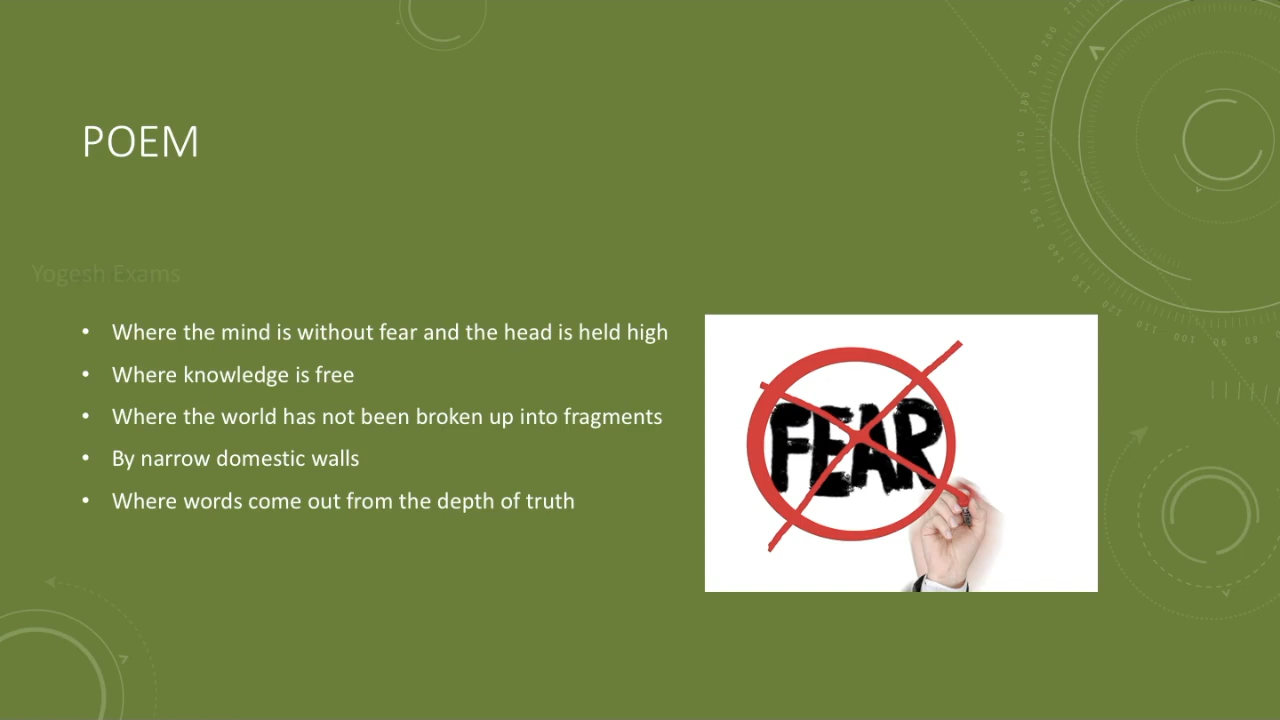 POEM
Yogesh Exams
• Where the mind is without fear and the head is held high
• Where knowledge is free
• Where the world has not been broken up into fragments
• By narrow domestic walls
• Where words come out from the depth of truth
FEAR